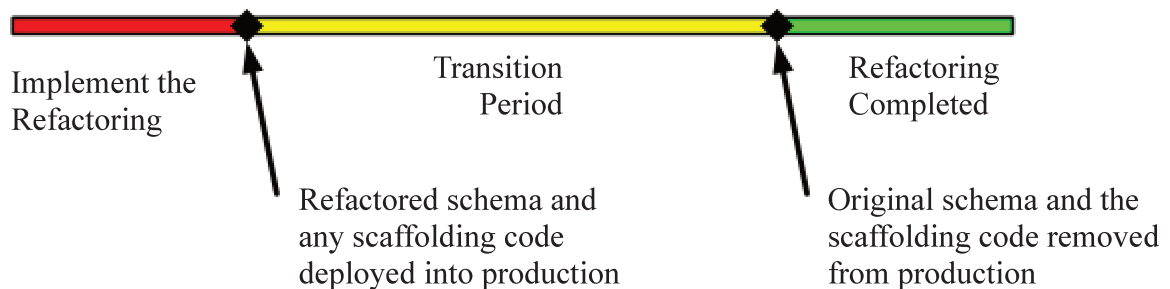 Implement the
Refactoring
Transition
Period
Refactoring
Completed
Refactored schema and
any scaffolding code
deployed into production
Original schema and the
scaffolding code removed
from production